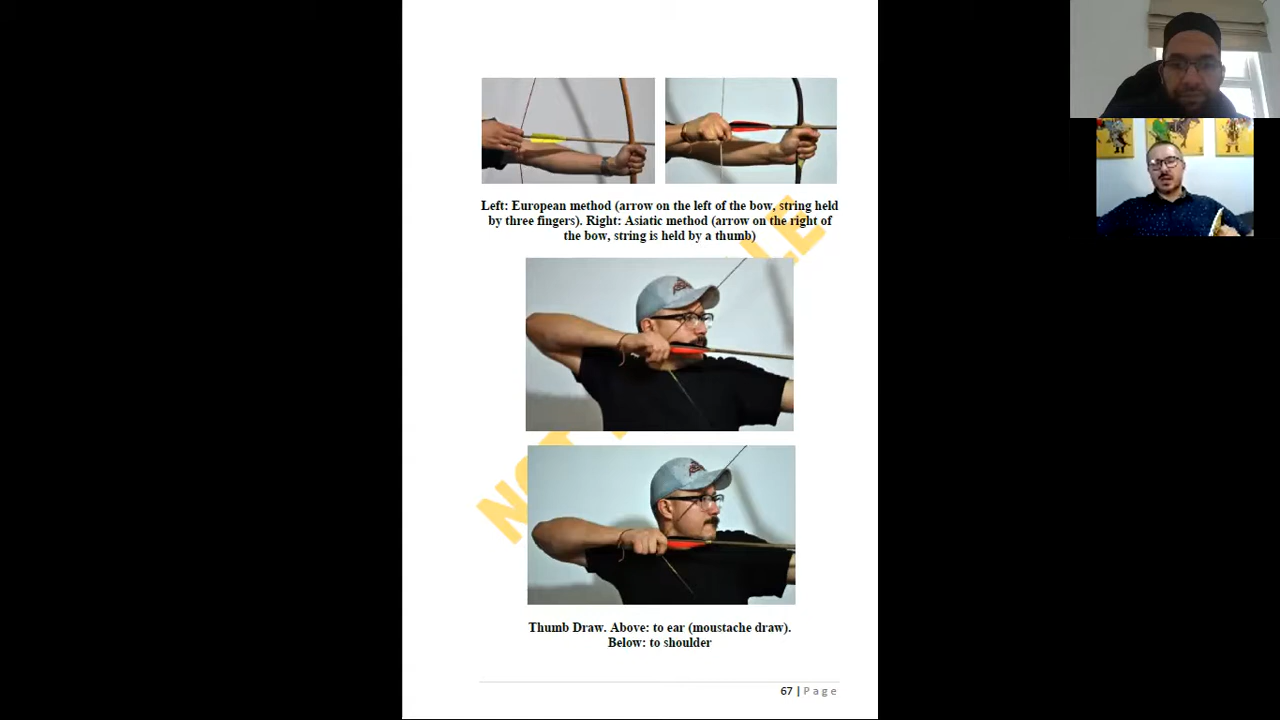 Left: European method (arrow on the left of the bow, string held
by three fingers). Right: Asiatic method (arrow on the right of
the bow, string is held by a thumb)
Thumb Draw. Above: to ear (moustache draw).
Below: to shoulder
67 | Page